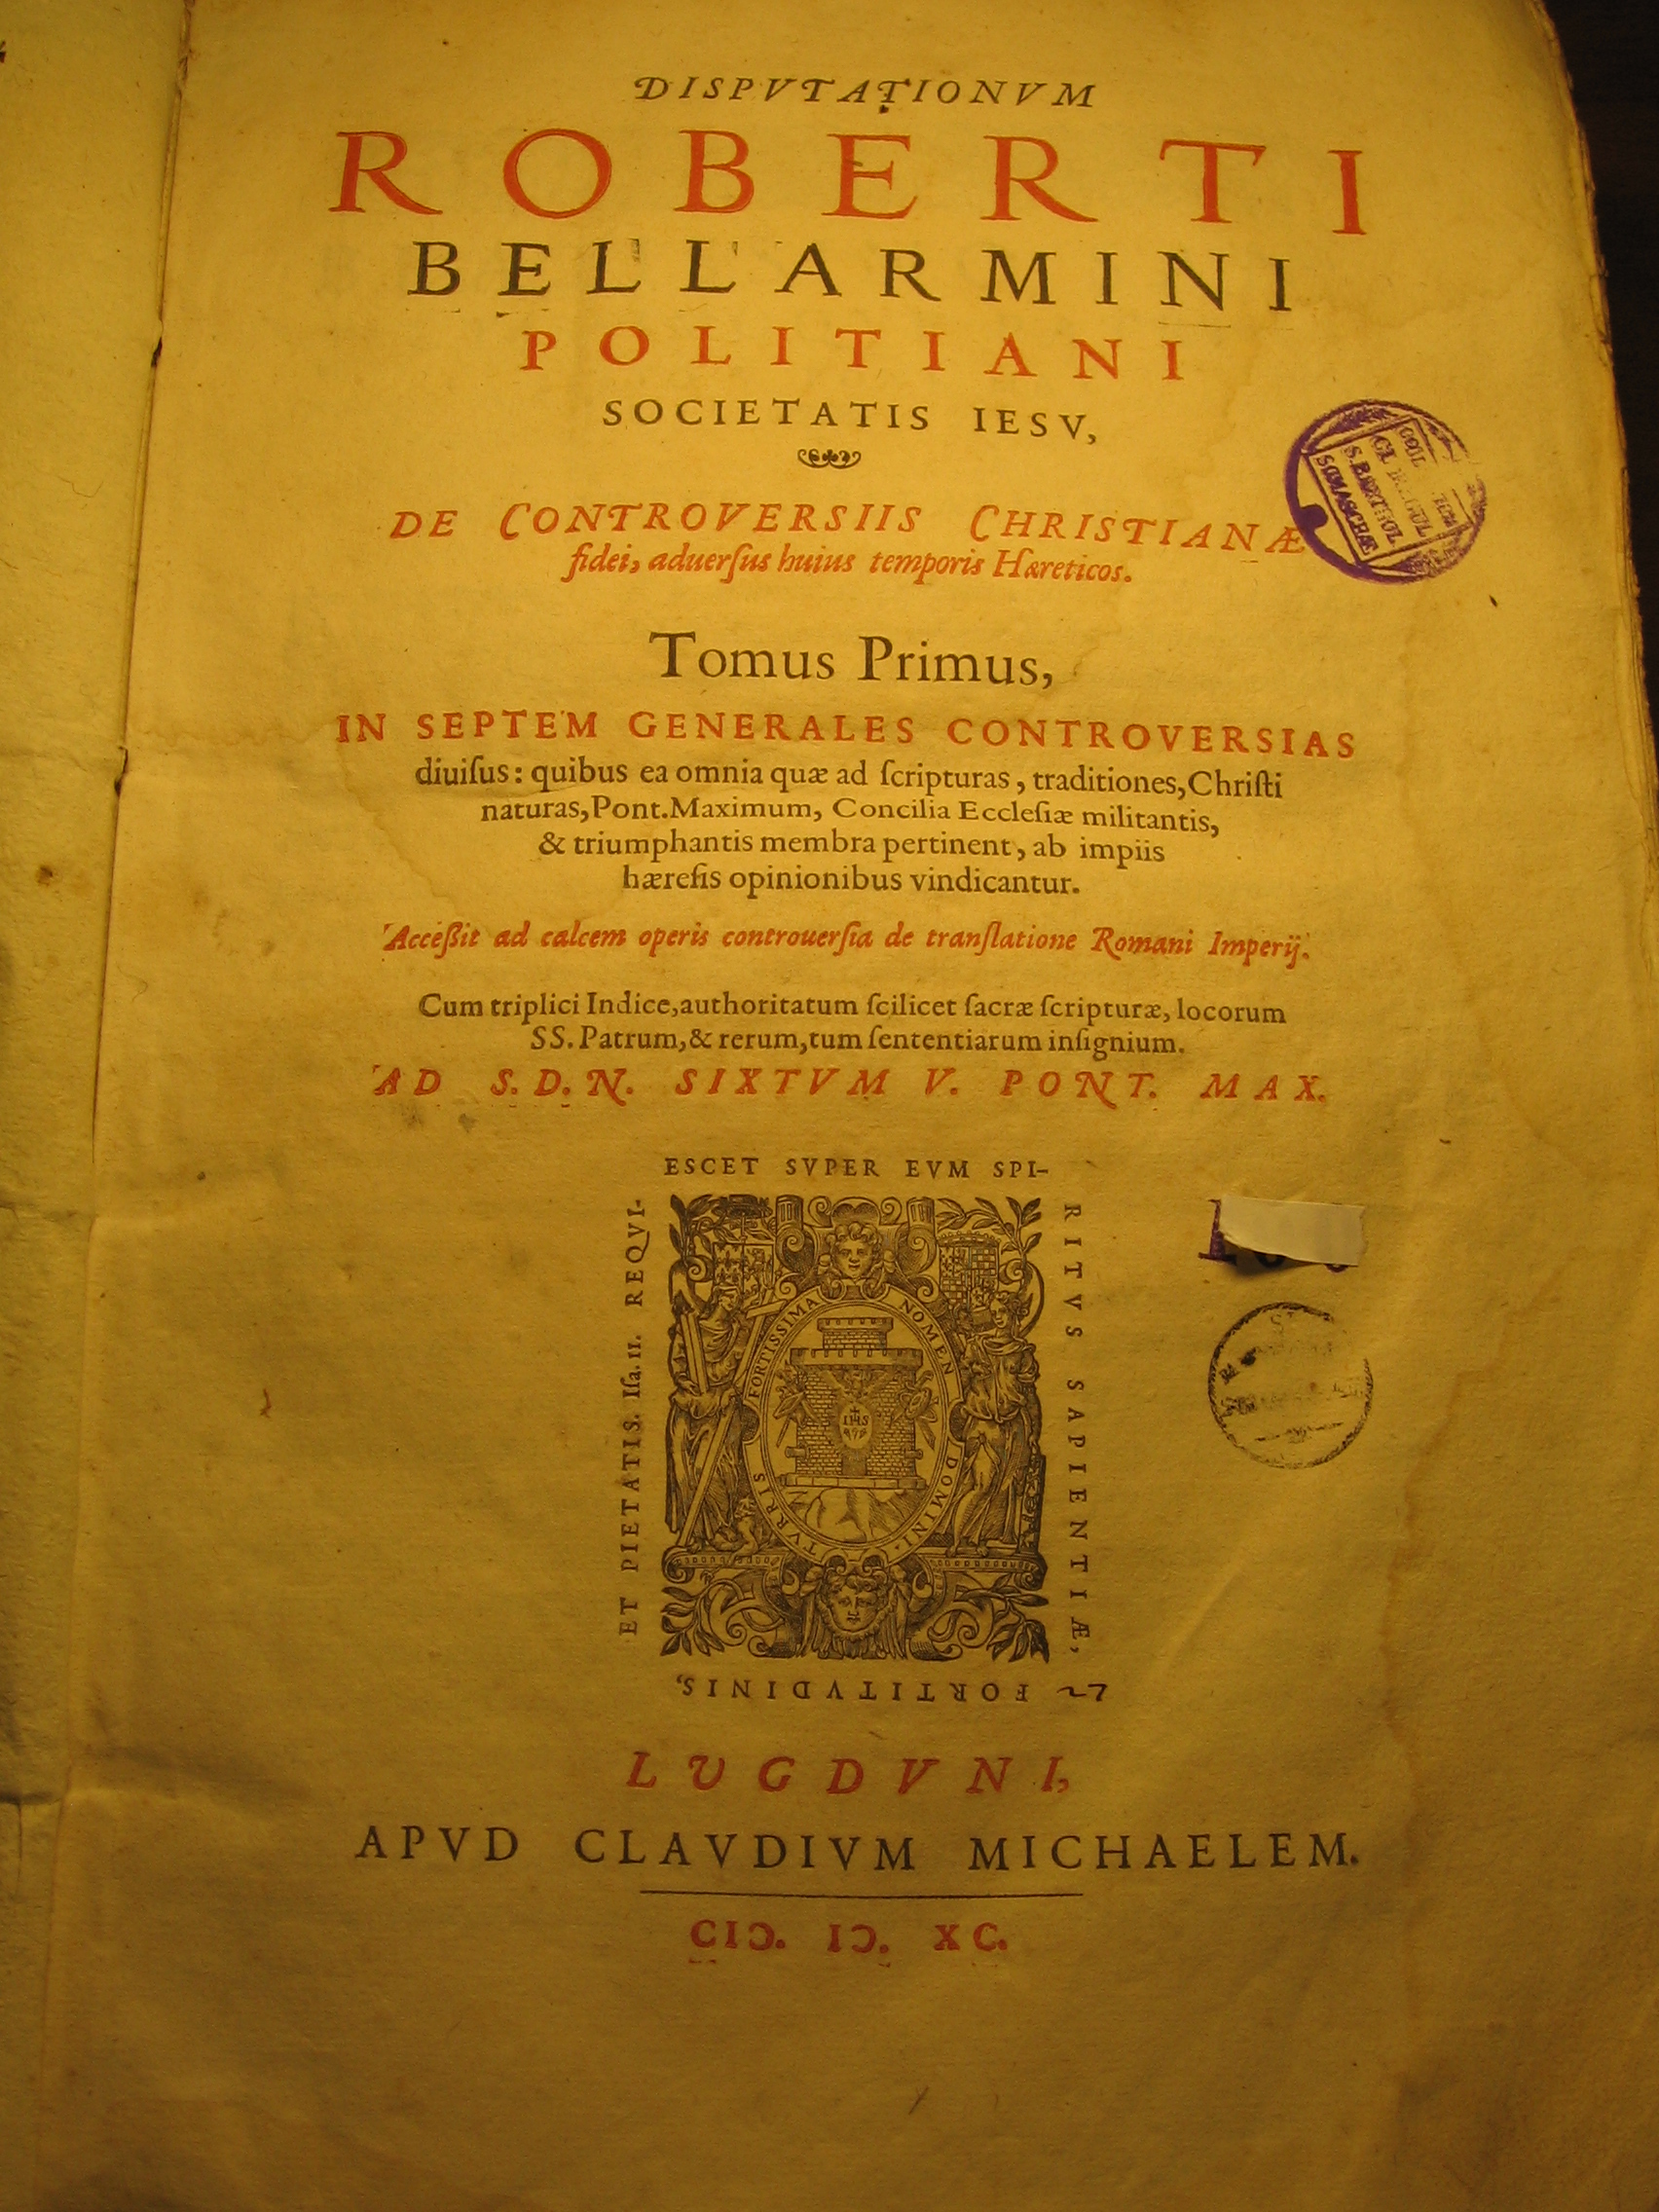 DISPVTATIONVM
ROBERTI
BELLARMINI
POLITIANI
SOCIETATIS IESV,
DE CONTROVERSIIS CHRISTIANÆ
fidei, aduerſus huius temporis Hæreticos.
Tomus Primus,
IN SEPTEM GENERALES CONTROVERSIAS
diuiſus: quibus ea omnia quæ ad ſcripturas, traditiones, Chriſti
naturas, Pont. Maximum, Concilia Eccleſiæ militantis,
& triumphantis membra pertinent, ab impiis
hæreſis opinionibus vindicantur.
Acceßit ad calcem operis controuerſia de tranſlatione Romani Imperij.
Cum triplici Indice, authoritatum ſcilicet ſacræ ſcripturæ, locorum
SS. Patrum, & rerum, tum ſententiarum inſignium.
AD S. D. N. SIXTVM V. PONT. MAX.
REQVI-
ESCET SVPER EVM SPI-
RITVS SAPIENTIÆ,
FORTITVDINIS,
ET PIETATIS. Iſa. 11.
TVRRIS FORTISSIMA NOMEN DOMINI.
IHS
LUGDVNI,
APVD CLAVDIVM MICHAELEM.
CIↃ. IↃ. XC.
S. BARTHOL
SOMASCHAE